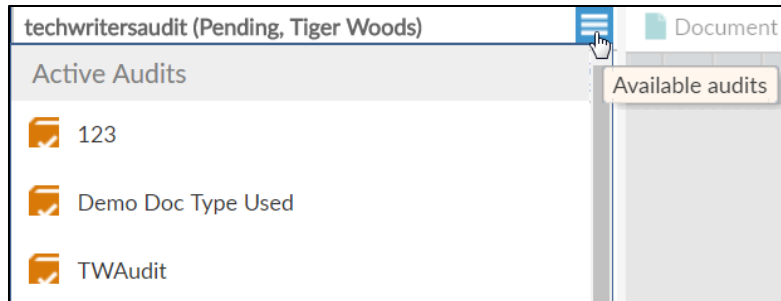 techwritersaudit (Pending, Tiger Woods)
Document
Active Audits
Available audits
123
Demo Doc Type Used
TWAudit